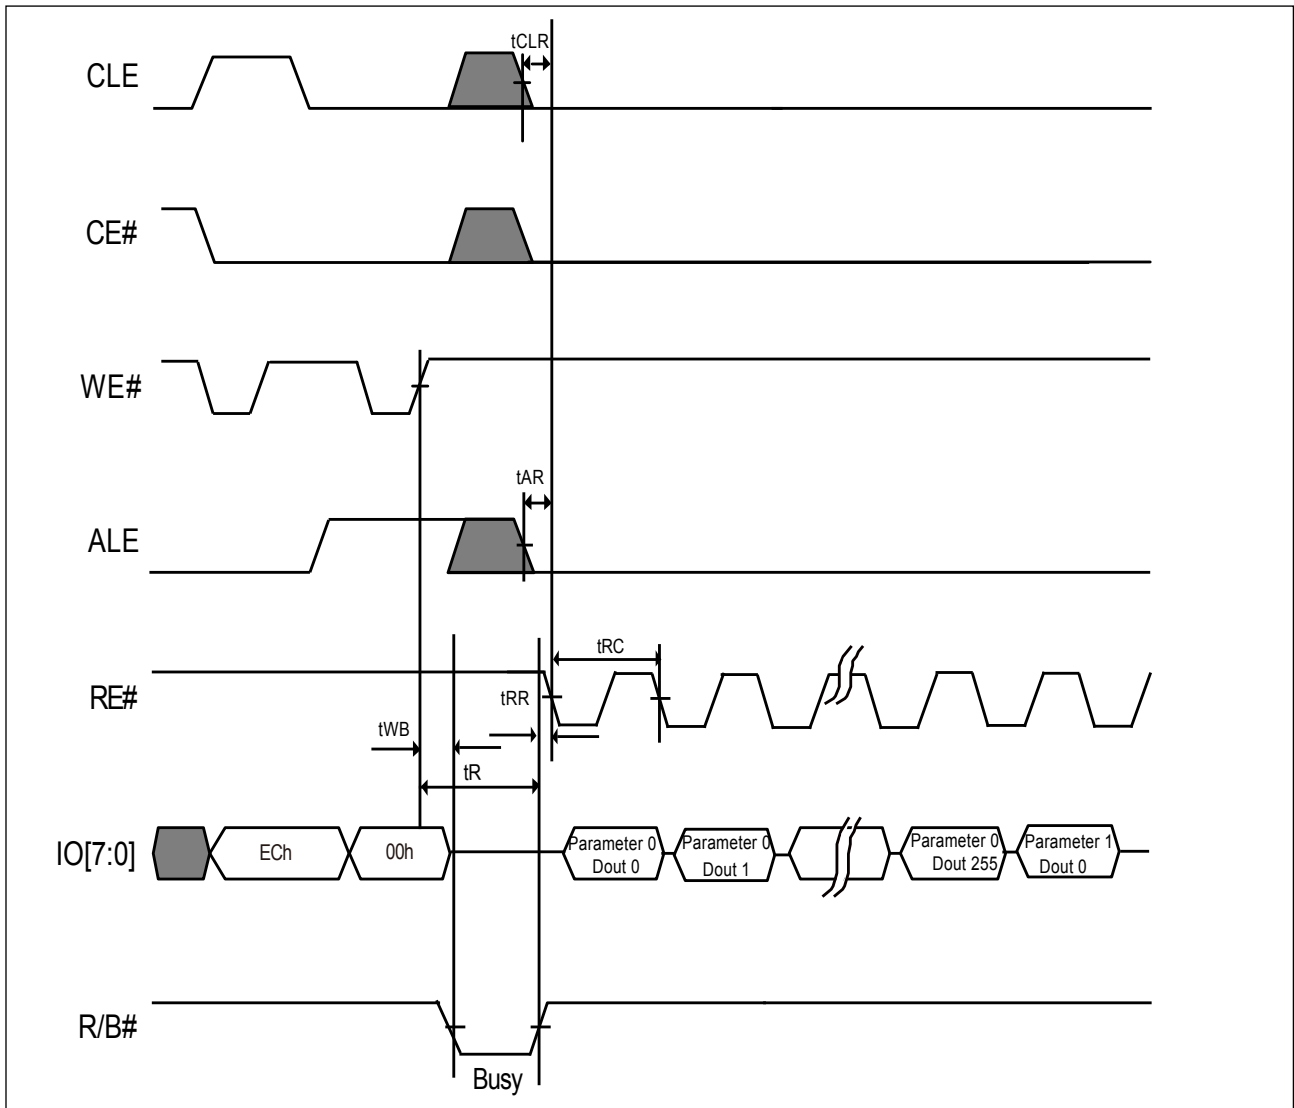 tCLR
CLE
CE#
WE#
tAR
ALE
tRC
RE#
tRR
tWB
tR
IO[7:0]
ECh
00h
Parameter 0
Dout 0
Parameter 0
Dout 1
Parameter 0
Dout 255
Parameter 1
Dout 0
R/B#
Busy